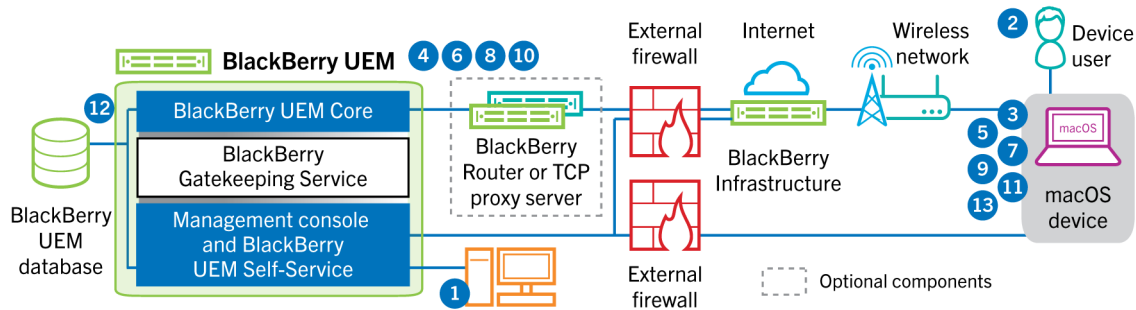 BlackBerry UEM
4
6
8
10
External
firewall
Internet
Wireless
network
2
Device
user
12
BlackBerry UEM Core
BlackBerry
Gatekeeping Service
Management console
and BlackBerry
UEM Self-Service
BlackBerry
UEM
database
BlackBerry
Router or TCP
proxy server
BlackBerry
Infrastructure
3
5
7
9
11
13
macOS
macOS
device
1
External
firewall
Optional components